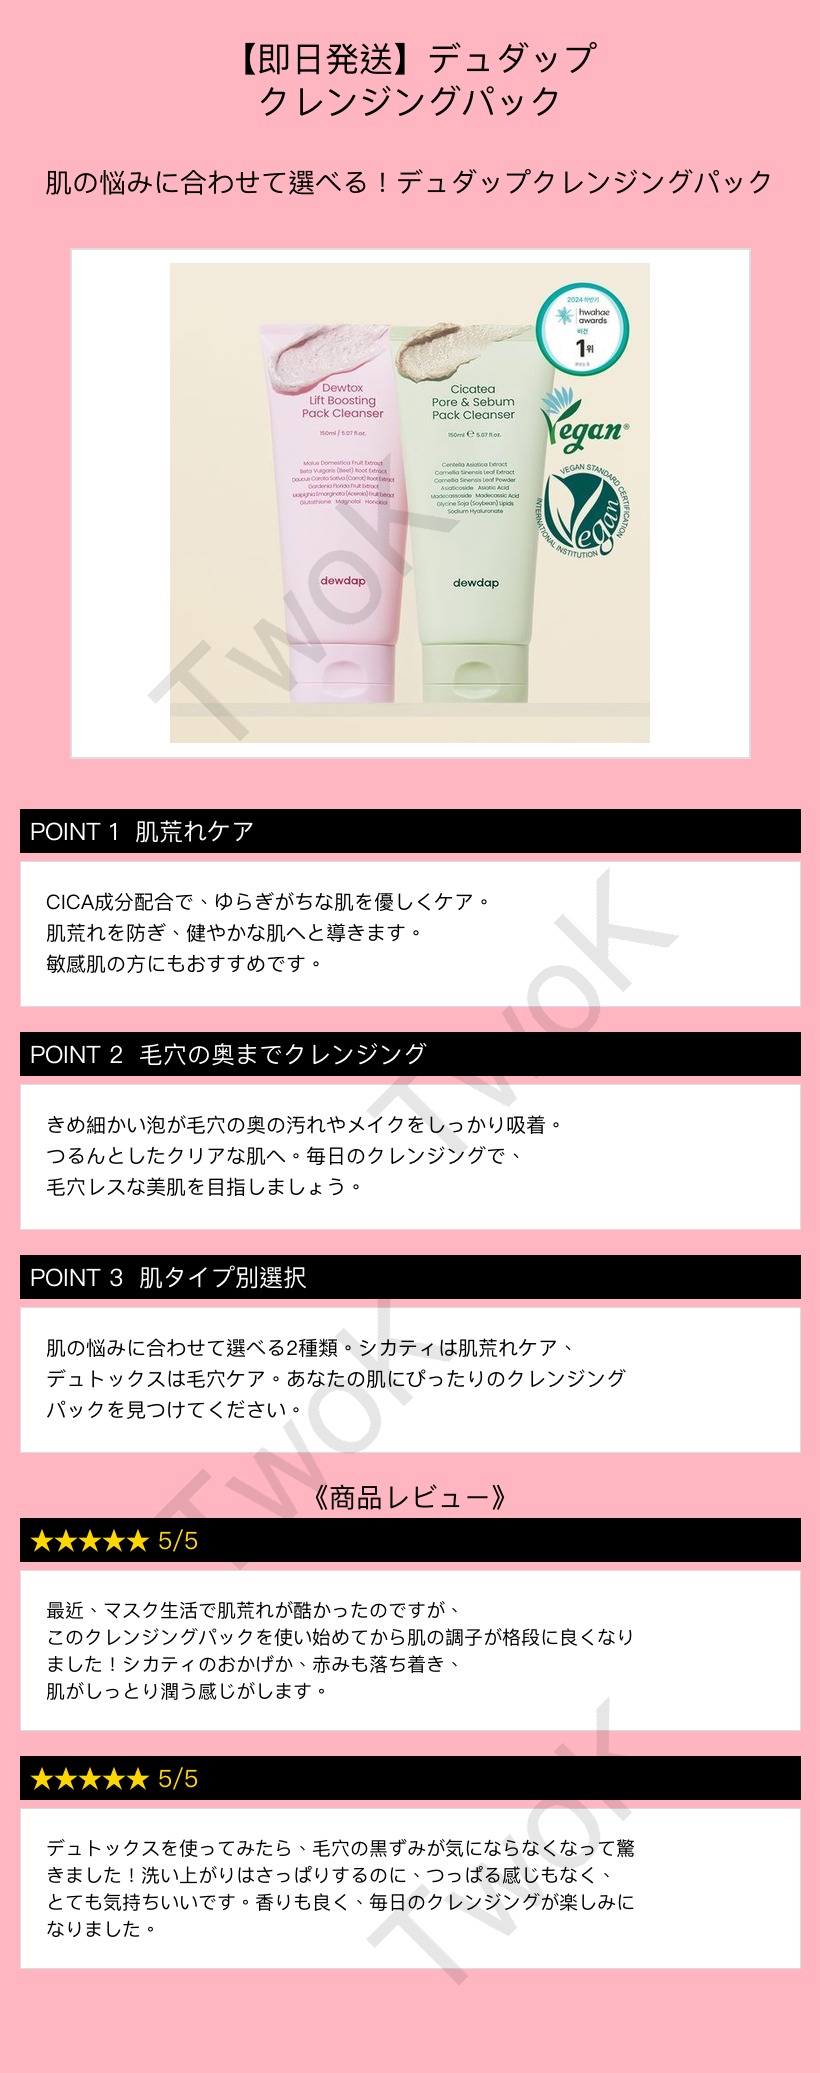 【即日発送】デュダップ
クレンジングパック
肌の悩みに合わせて選べる！デュダップクレンジングパック
2024 하반기
hwahae
awards
비건
1위
Vegan®
VEGAN STANDARD CERTIFICATION
INTERNATIONAL INSTITUTION
Vegan
Dewtox
Lift Boosting
Pack Cleanser
150ml / 5.07 fl.oz.
Malus Domestica Fruit Extract
Beta Vulgaris (Beet) Root Extract
Daucus Carota Sativa (Carrot) Root Extract
Gardenia Florida Fruit Extract
Malpighia Emarginata (Acerola) Fruit Extract
Glutathione Magnolol Honokiol
dewdap
Cicatea
Pore & Sebum
Pack Cleanser
150ml ℮ 5.07 fl.oz.
Centella Asiatica Extract
Camellia Sinensis Leaf Extract
Camellia Sinensis Leaf Powder
Asiaticoside Asiatic Acid
Madecassoside Madecassic Acid
Glycine Soja (Soybean) Lipids
Sodium Hyaluronate
dewdap
TwoK
POINT 1 肌荒れケア
CICA成分配合で、ゆらぎがちな肌を優しくケア。
肌荒れを防ぎ、健やかな肌へと導きます。
敏感肌の方にもおすすめです。
TwoK
POINT 2 毛穴の奥までクレンジング
きめ細かい泡が毛穴の奥の汚れやメイクをしっかり吸着。
つるんとしたクリアな肌へ。毎日のクレンジングで、
毛穴レスな美肌を目指しましょう。
POINT 3 肌タイプ別選択
肌の悩みに合わせて選べる2種類。シカティは肌荒れケア、
デュトックスは毛穴ケア。あなたの肌にぴったりのクレンジング
パックを見つけてください。
TwoK
《商品レビュー》
★★★★★ 5/5
最近、マスク生活で肌荒れが酷かったのですが、
このクレンジングパックを使い始めてから肌の調子が格段に良くなり
ました！シカティのおかげか、赤みも落ち着き、
肌がしっとり潤う感じがします。
★★★★★ 5/5
デュトックスを使ってみたら、毛穴の黒ずみが気にならなくなって驚
きました！洗い上がりはさっぱりするのに、つっぱる感じもなく、
とても気持ちいいです。香りも良く、毎日のクレンジングが楽しみに
なりました。
TwoK